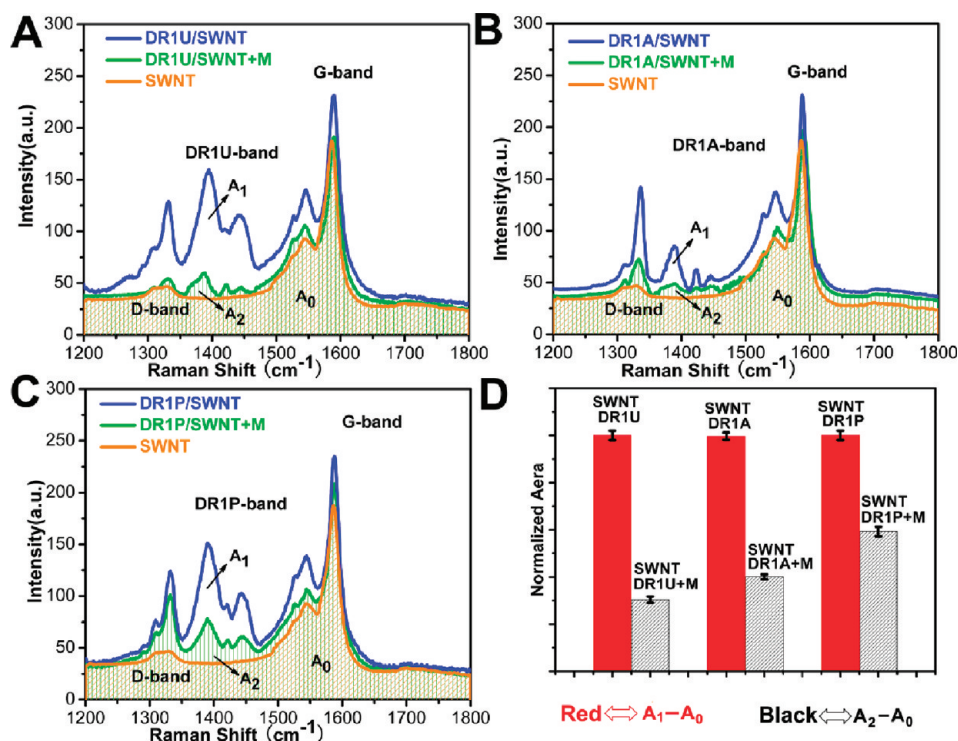 A
300
250
200
150
100
50
0
Intensity(a.u.)
DR1U/SWNT
DR1U/SWNT+M
SWNT
G-band
DR1U-band
A1
D-band
A2
A0
1200 1300 1400 1500 1600 1700 1800
Raman Shift (cm-1)
B
300
250
200
150
100
50
0
Intensity(a.u.)
DR1A/SWNT
DR1A/SWNT+M
SWNT
G-band
DR1A-band
A1
D-band
A2
A0
1200 1300 1400 1500 1600 1700 1800
Raman Shift (cm-1)
C
300
250
200
150
100
50
0
Intensity(a.u.)
DR1P/SWNT
DR1P/SWNT+M
SWNT
G-band
DR1P-band
A1
D-band
A2
A0
1200 1300 1400 1500 1600 1700 1800
Raman Shift (cm-1)
D
Normalized Aera
SWNT
DR1U
SWNT
DR1U+M
SWNT
DR1A
SWNT
DR1A+M
SWNT
DR1P
SWNT
DR1P+M
Red ⇔ A1−A0
Black ⇔ A2−A0